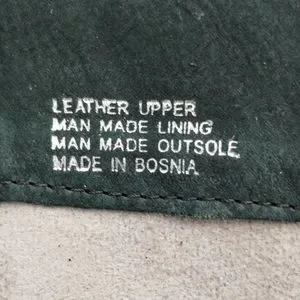 LEATHER UPPER
MAN MADE LINING
MAN MADE OUTSOLE
MADE IN BOSNIA